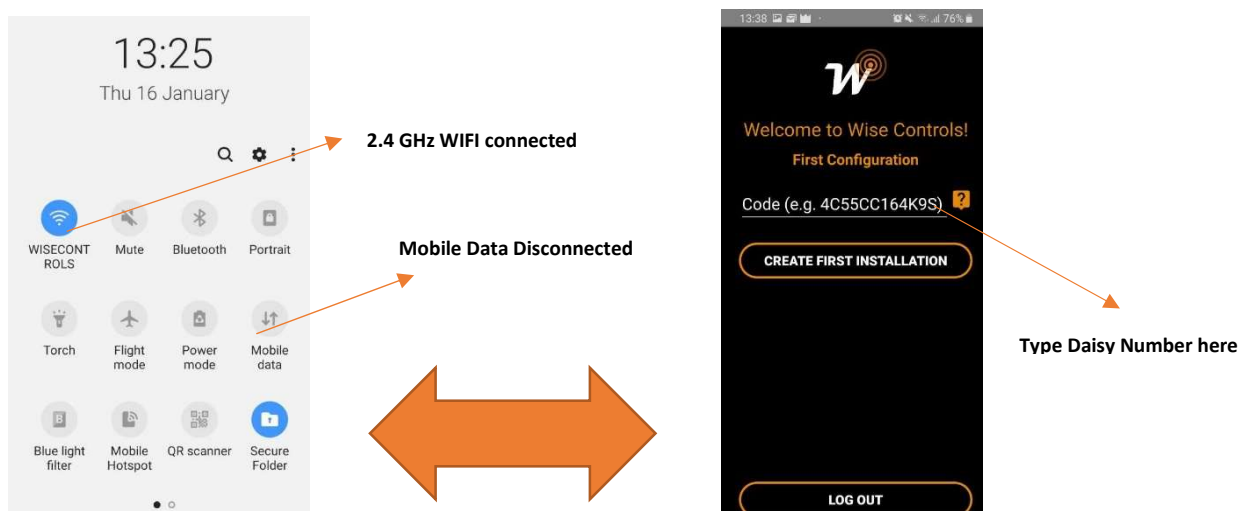 13:25
Thu 16 January
2.4 GHz WIFI connected
WISECONT
ROLS
Mute
Bluetooth
Portrait
Mobile Data Disconnected
Torch
Flight
mode
Power
mode
Mobile
data
B
Blue light
filter
Mobile
Hotspot
QR scanner
Secure
Folder
13:38
76%
W
Welcome to Wise Controls!
First Configuration
Code (e.g. 4C55CC164K9S)
?
CREATE FIRST INSTALLATION
Type Daisy Number here
LOG OUT